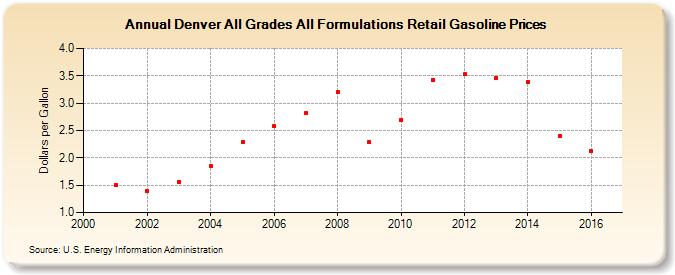 Annual Denver All Grades All Formulations Retail Gasoline Prices
Dollars per Gallon
4.0
3.5
3.0
2.5
2.0
1.5
1.0
2000 2002 2004 2006 2008 2010 2012 2014 2016
Source: U.S. Energy Information Administration